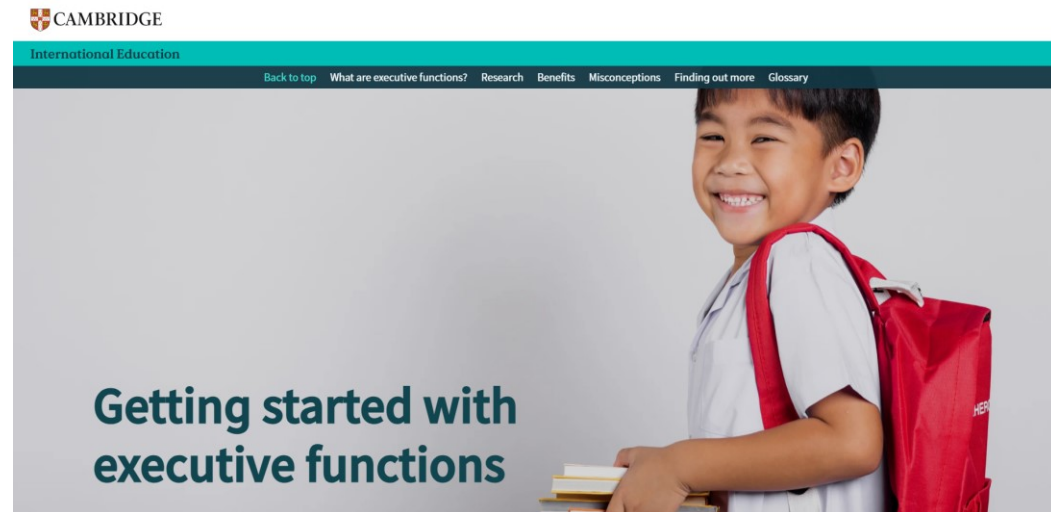 CAMBRIDGE
International Education
Back to top What are executive functions? Research Benefits Misconceptions Finding out more Glossary
Getting started with
executive functions